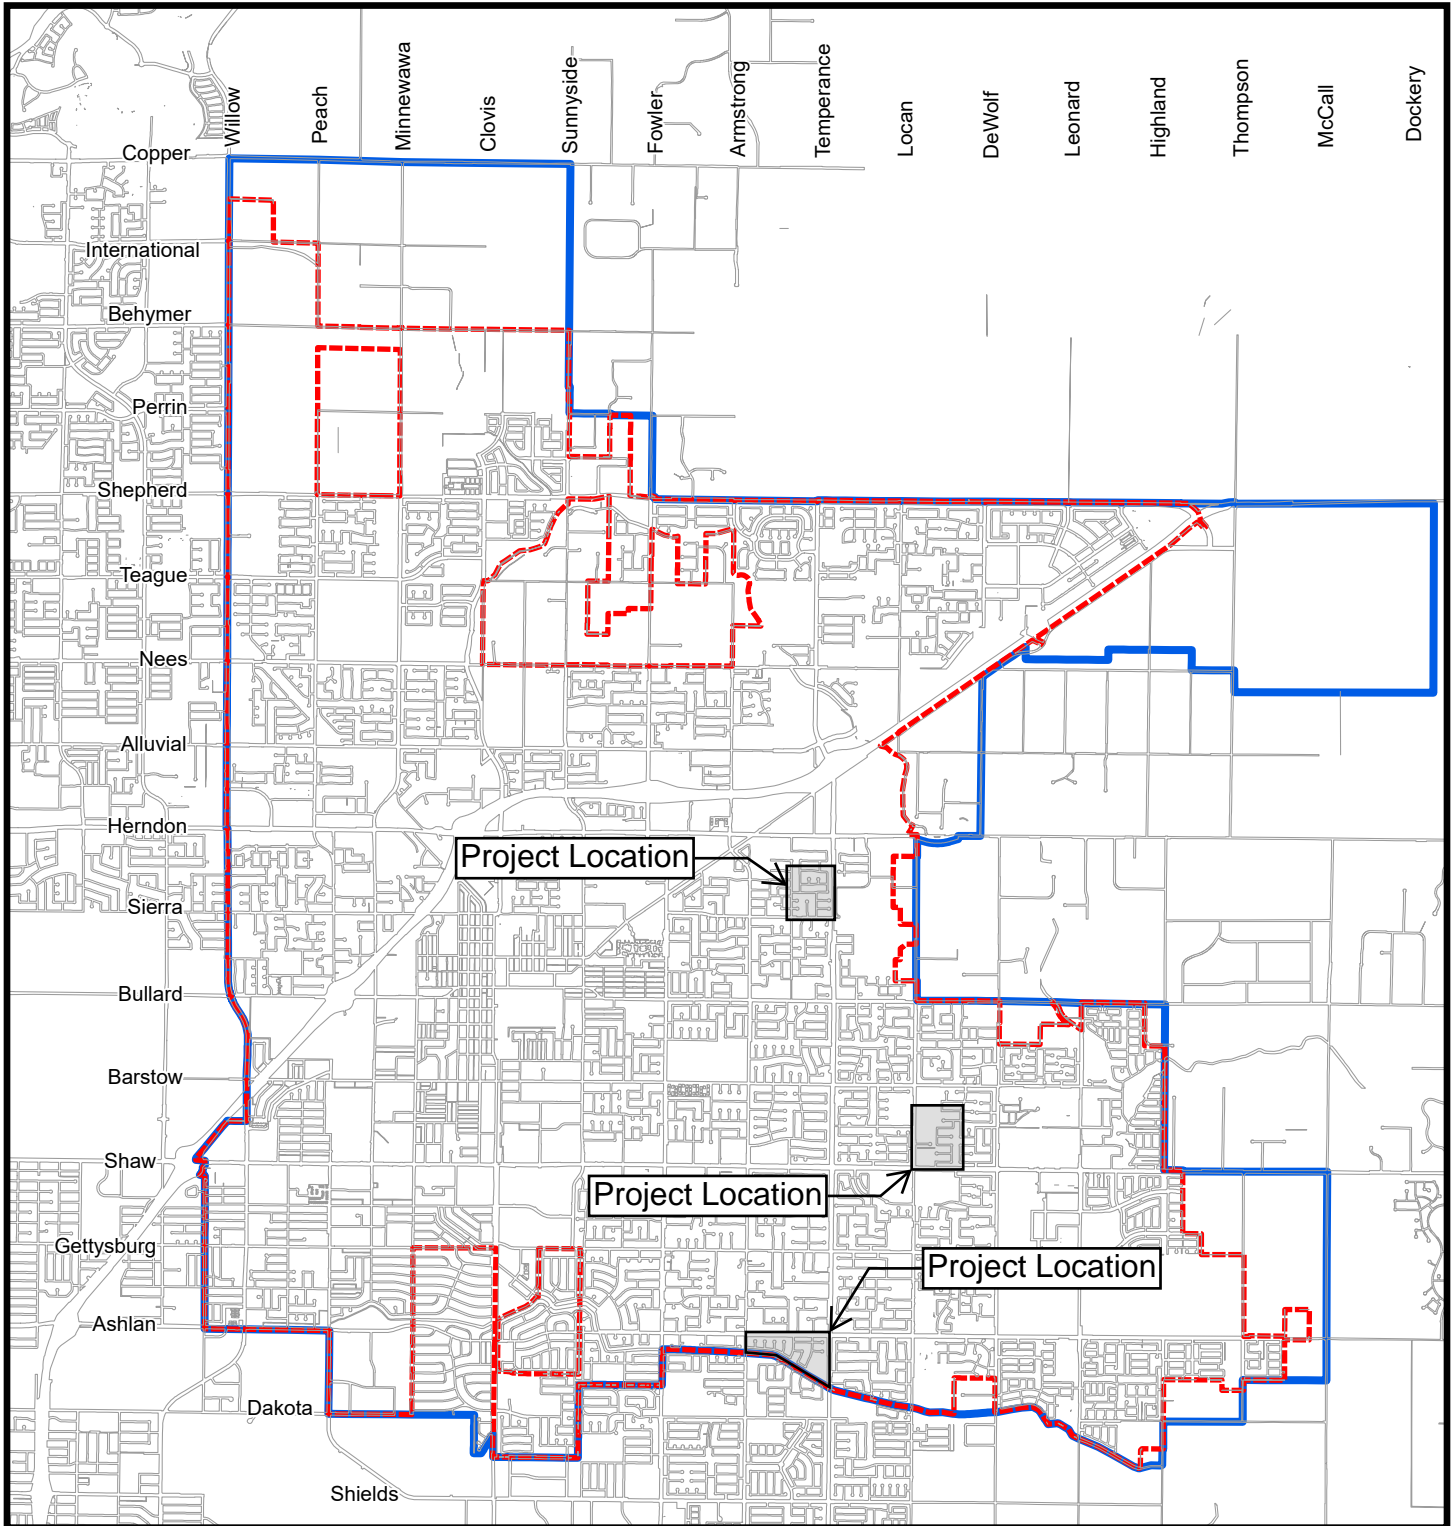 Willow
Peach
Minnewawa
Clovis
Sunnyside
Fowler
Armstrong
Temperance
Locan
DeWolf
Leonard
Highland
Thompson
McCall
Dockery
Copper
International
Behymer
Perrin
Shepherd
Teague
Nees
Alluvial
Herndon
Project Location
Sierra
Bullard
Barstow
Shaw
Project Location
Gettysburg
Project Location
Ashlan
Dakota
Shields